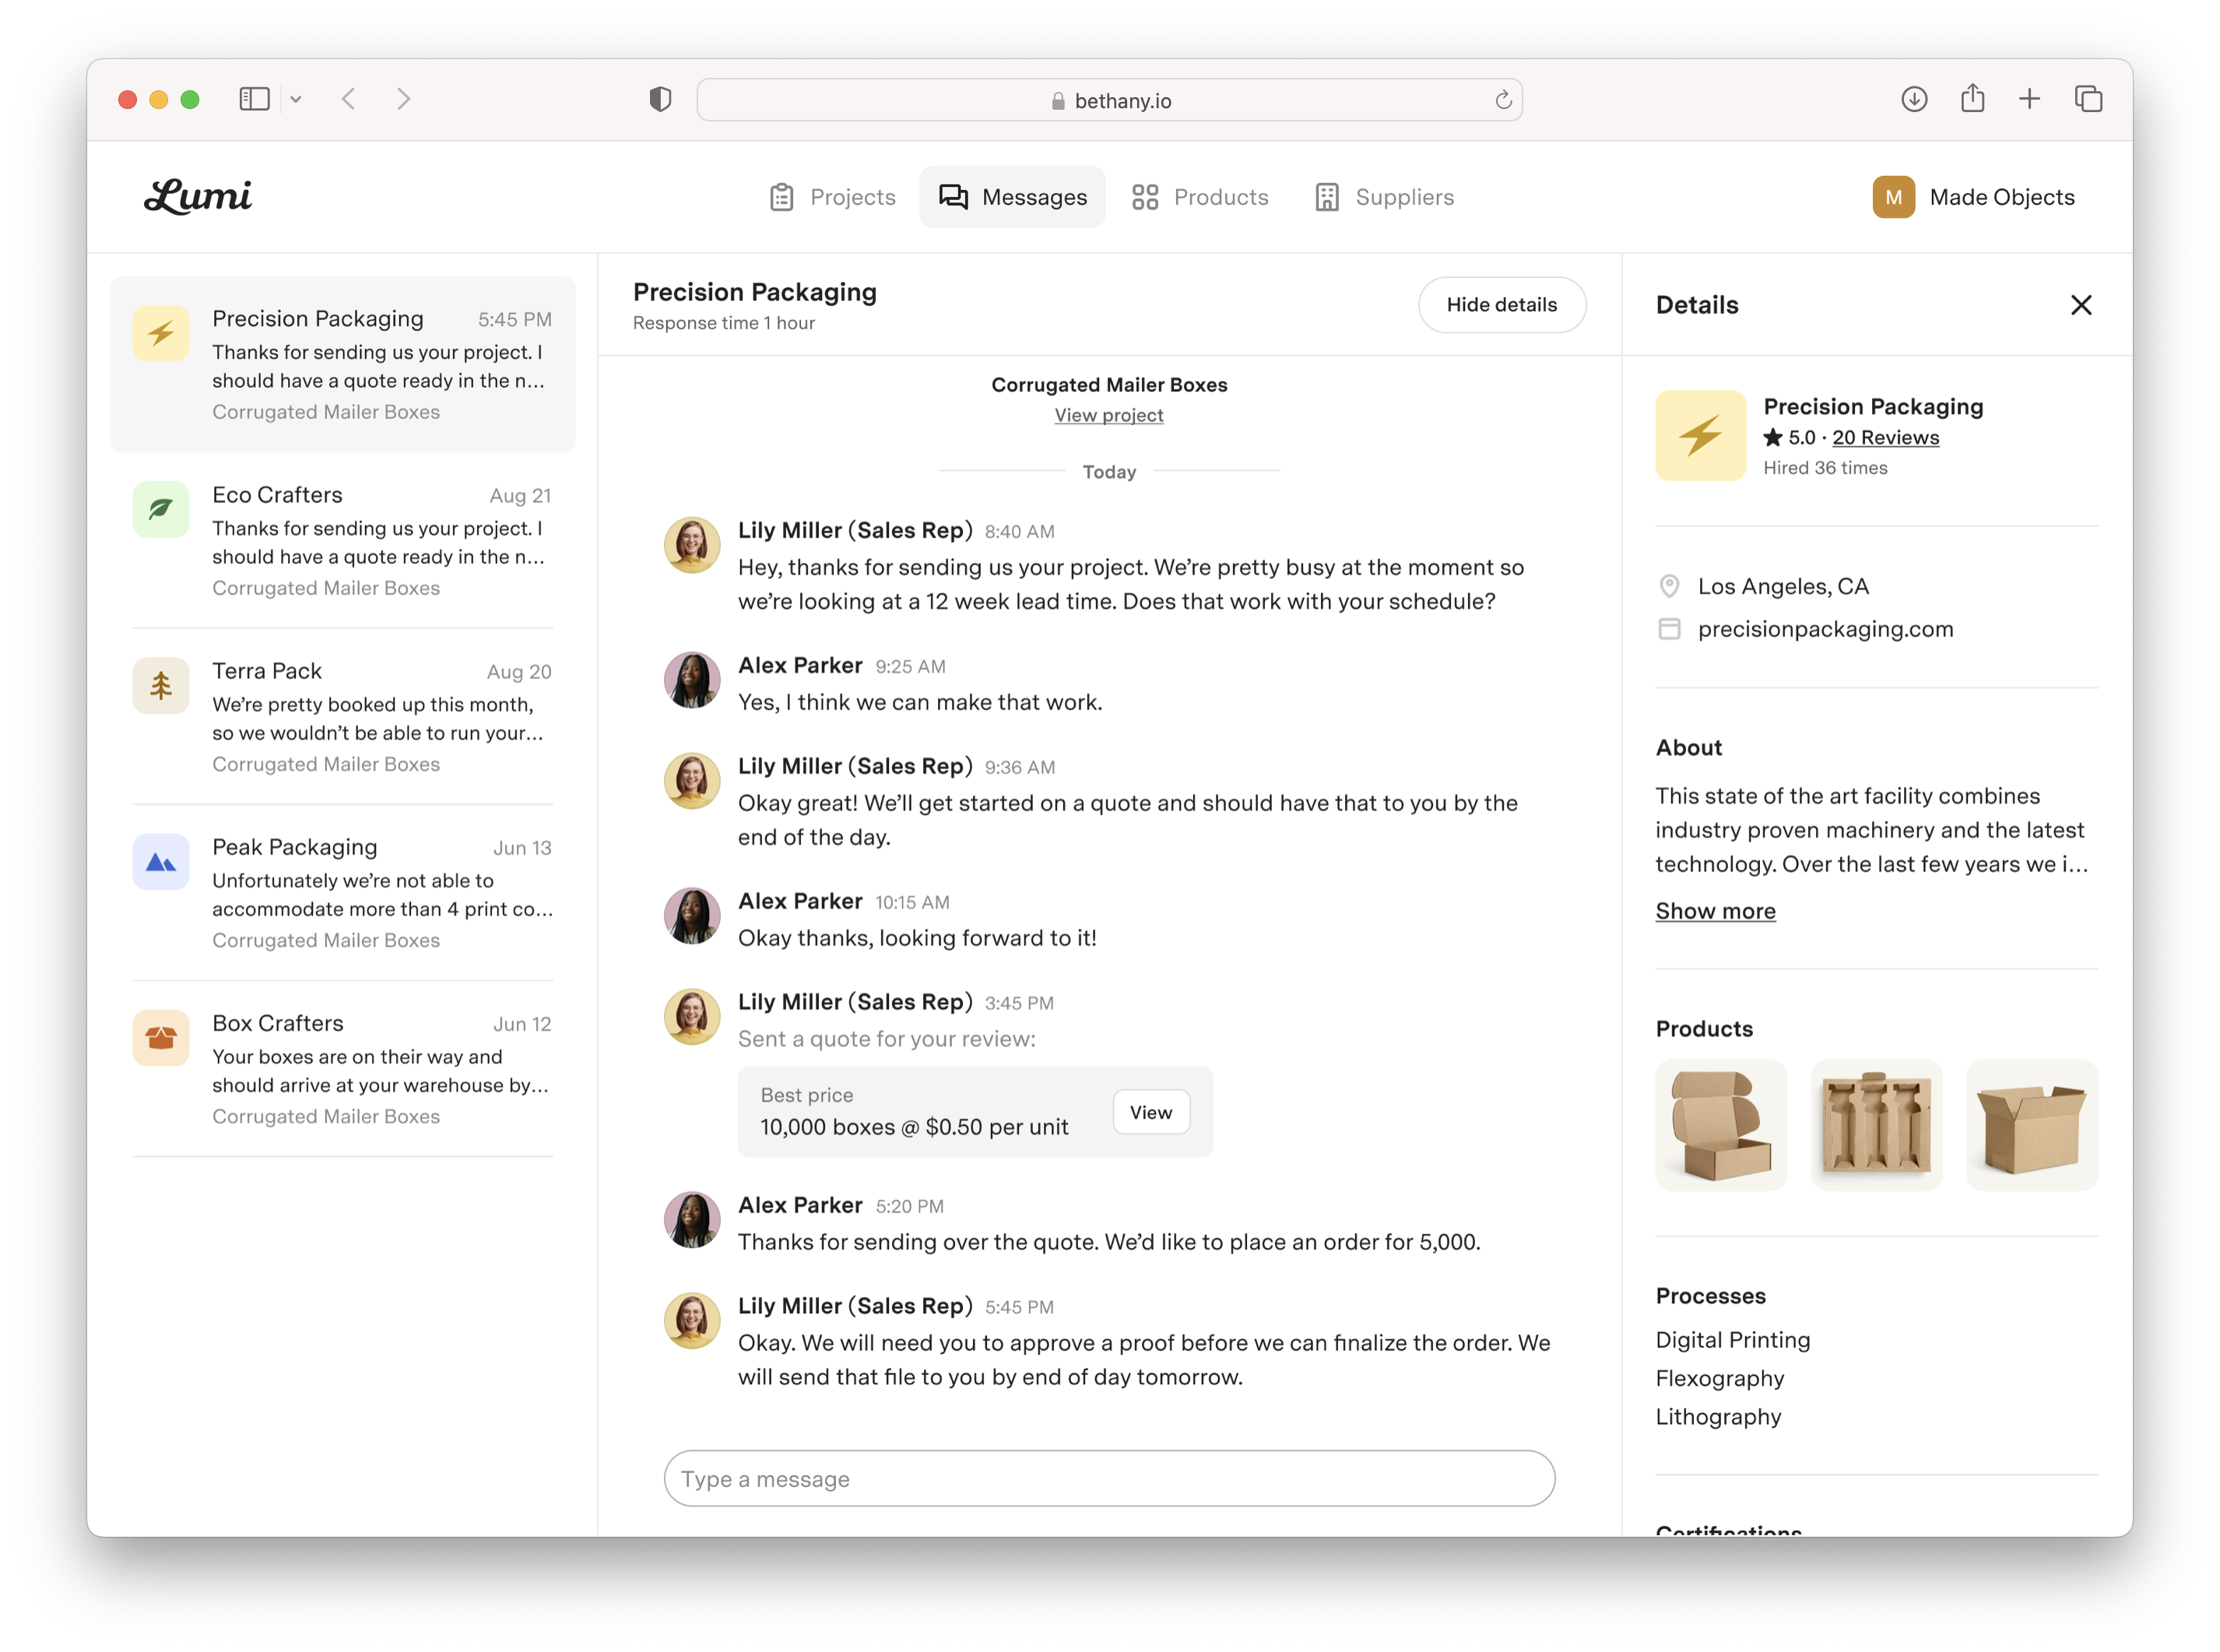 bethany.io
Lumi
Projects
Messages
Products
Suppliers
M
Made Objects
Precision Packaging
5:45 PM
Thanks for sending us your project. I
should have a quote ready in the n...
Corrugated Mailer Boxes
Eco Crafters
Aug 21
Thanks for sending us your project. I
should have a quote ready in the n...
Corrugated Mailer Boxes
Terra Pack
Aug 20
We’re pretty booked up this month,
so we wouldn’t be able to run your...
Corrugated Mailer Boxes
Peak Packaging
Jun 13
Unfortunately we’re not able to
accommodate more than 4 print co...
Corrugated Mailer Boxes
Box Crafters
Jun 12
Your boxes are on their way and
should arrive at your warehouse by...
Corrugated Mailer Boxes
Precision Packaging
Response time 1 hour
Hide details
Corrugated Mailer Boxes
View project
Today
Lily Miller (Sales Rep) 8:40 AM
Hey, thanks for sending us your project. We’re pretty busy at the moment so
we’re looking at a 12 week lead time. Does that work with your schedule?
Alex Parker 9:25 AM
Yes, I think we can make that work.
Lily Miller (Sales Rep) 9:36 AM
Okay great! We’ll get started on a quote and should have that to you by the
end of the day.
Alex Parker 10:15 AM
Okay thanks, looking forward to it!
Lily Miller (Sales Rep) 3:45 PM
Sent a quote for your review:
Best price
10,000 boxes @ $0.50 per unit
View
Alex Parker 5:20 PM
Thanks for sending over the quote. We’d like to place an order for 5,000.
Lily Miller (Sales Rep) 5:45 PM
Okay. We will need you to approve a proof before we can finalize the order. We
will send that file to you by end of day tomorrow.
Type a message
Details
Precision Packaging
5.0 · 20 Reviews
Hired 36 times
Los Angeles, CA
precisionpackaging.com
About
This state of the art facility combines
industry proven machinery and the latest
technology. Over the last few years we i...
Show more
Products
Processes
Digital Printing
Flexography
Lithography
Certifications